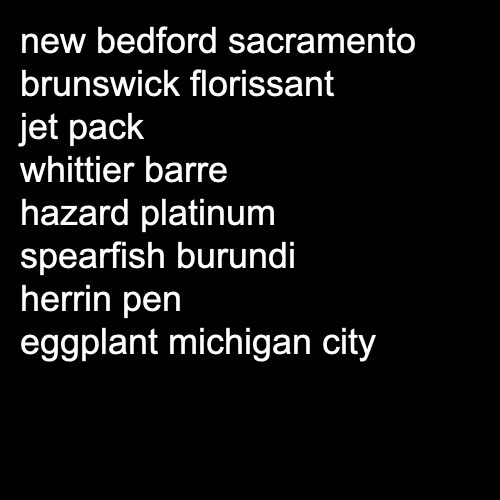 new bedford sacramento
brunswick florissant
jet pack
whittier barre
hazard platinum
spearfish burundi
herrin pen
eggplant michigan city